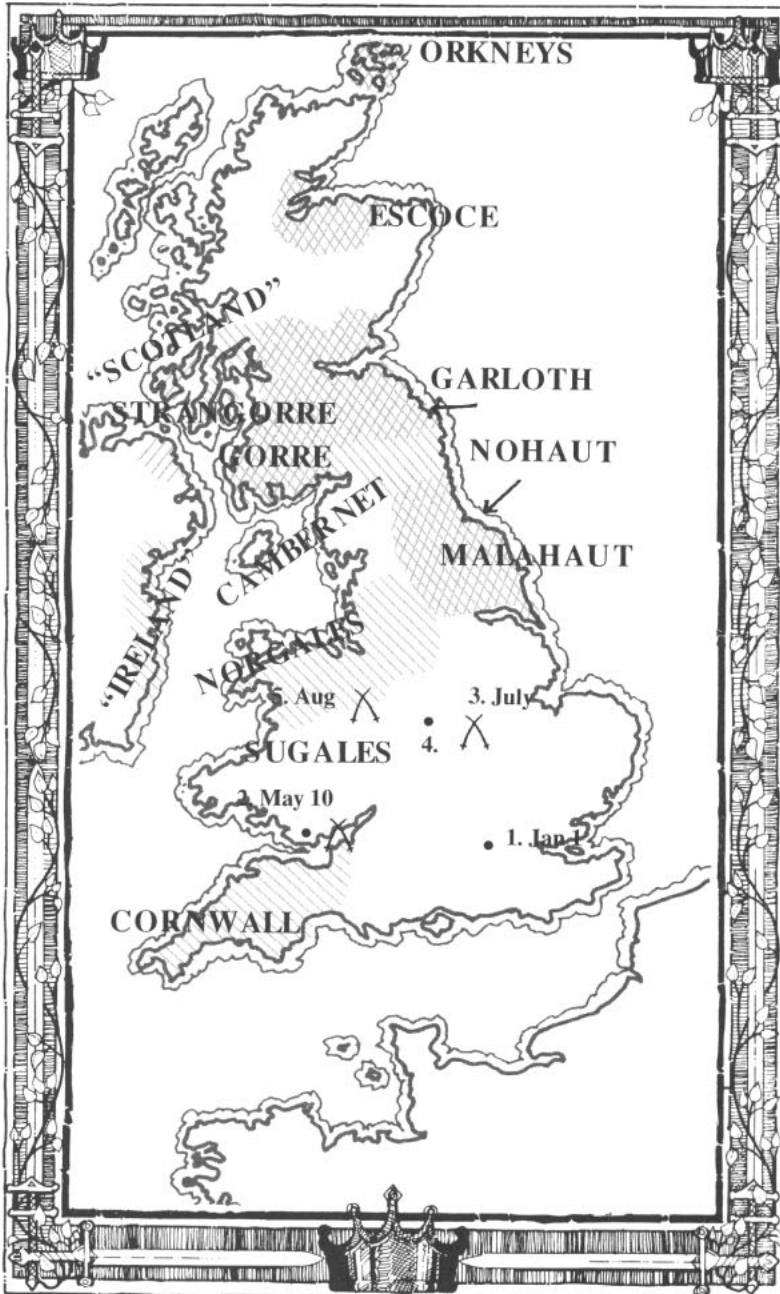 ORKNEYS
ESCOCE
“SCOTLAND”
GARLOTH
STRANGORRE
GORRE
NOHAUT
CAMBERNET
MALAHAUT
“IRELAND”
NORGALES
5. Aug
3. July
4.
SUGALES
2. May 10
1. Jan 1
CORNWALL